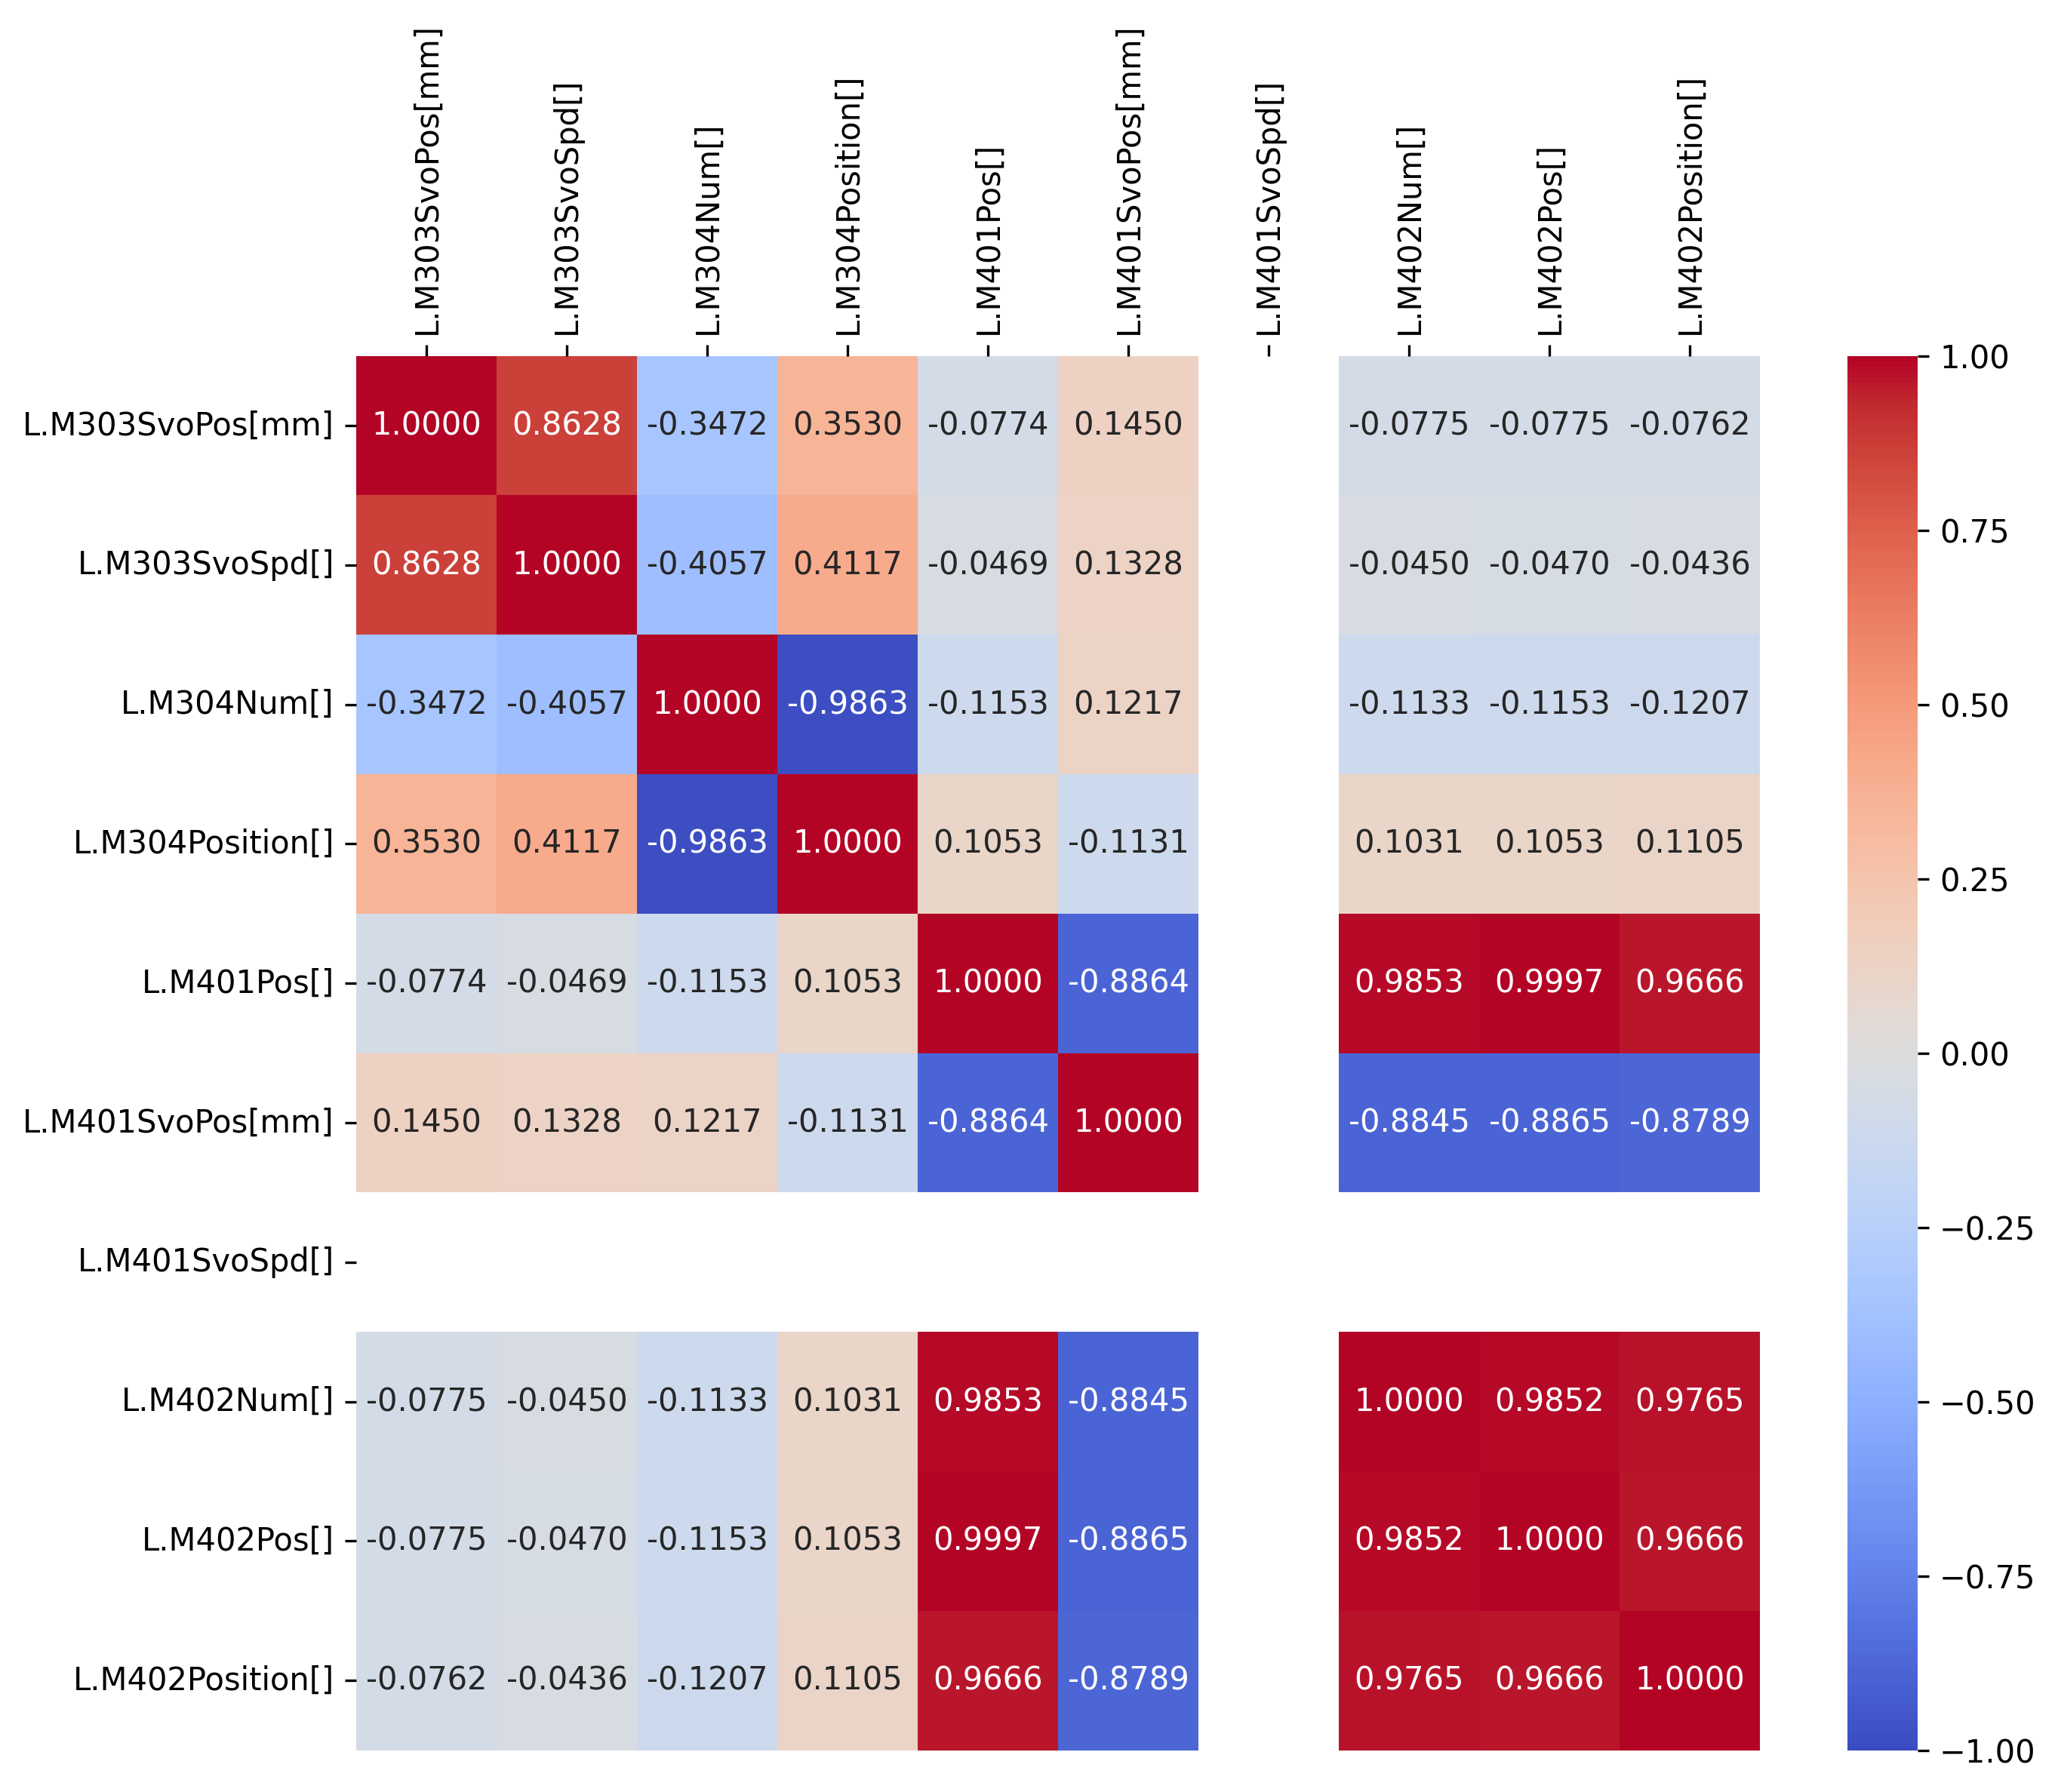 L.M303SvoPos[mm]
L.M303SvoSpd[]
L.M304Num[]
L.M304Position[]
L.M401Pos[]
L.M401SvoPos[mm]
L.M401SvoSpd[]
L.M402Num[]
L.M402Pos[]
L.M402Position[]
L.M303SvoPos[mm] 1.0000 0.8628 -0.3472 0.3530 -0.0774 0.1450 -0.0775 -0.0775 -0.0762
L.M303SvoSpd[] 0.8628 1.0000 -0.4057 0.4117 -0.0469 0.1328 -0.0450 -0.0470 -0.0436
L.M304Num[] -0.3472 -0.4057 1.0000 -0.9863 -0.1153 0.1217 -0.1133 -0.1153 -0.1207
L.M304Position[] 0.3530 0.4117 -0.9863 1.0000 0.1053 -0.1131 0.1031 0.1053 0.1105
L.M401Pos[] -0.0774 -0.0469 -0.1153 0.1053 1.0000 -0.8864 0.9853 0.9997 0.9666
L.M401SvoPos[mm] 0.1450 0.1328 0.1217 -0.1131 -0.8864 1.0000 -0.8845 -0.8865 -0.8789
L.M401SvoSpd[]
L.M402Num[] -0.0775 -0.0450 -0.1133 0.1031 0.9853 -0.8845 1.0000 0.9852 0.9765
L.M402Pos[] -0.0775 -0.0470 -0.1153 0.1053 0.9997 -0.8865 0.9852 1.0000 0.9666
L.M402Position[] -0.0762 -0.0436 -0.1207 0.1105 0.9666 -0.8789 0.9765 0.9666 1.0000
1.00
0.75
0.50
0.25
0.00
−0.25
−0.50
−0.75
−1.00